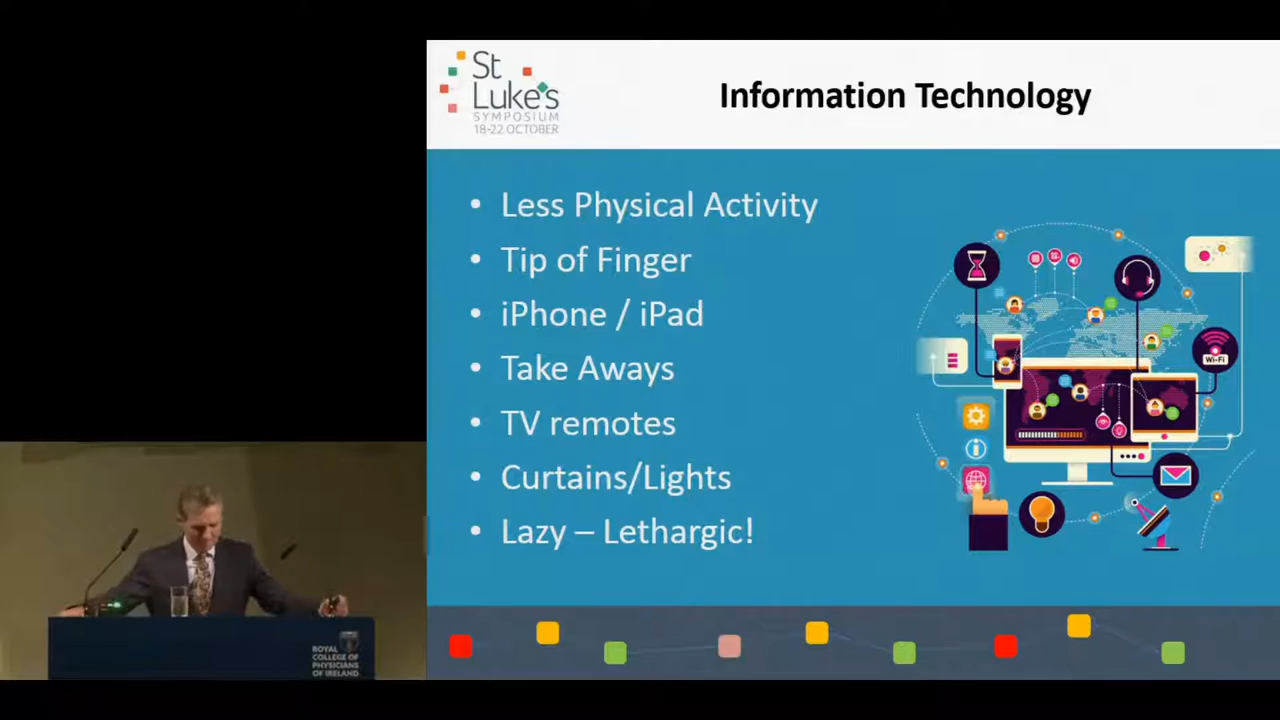 St
Luke's
SYMPOSIUM
18-22 OCTOBER
Information Technology
• Less Physical Activity
• Tip of Finger
• iPhone / iPad
• Take Aways
• TV remotes
• Curtains/Lights
• Lazy – Lethargic!
Wi-Fi
ROYAL
COLLEGE OF
PHYSICIANS
OF IRELAND